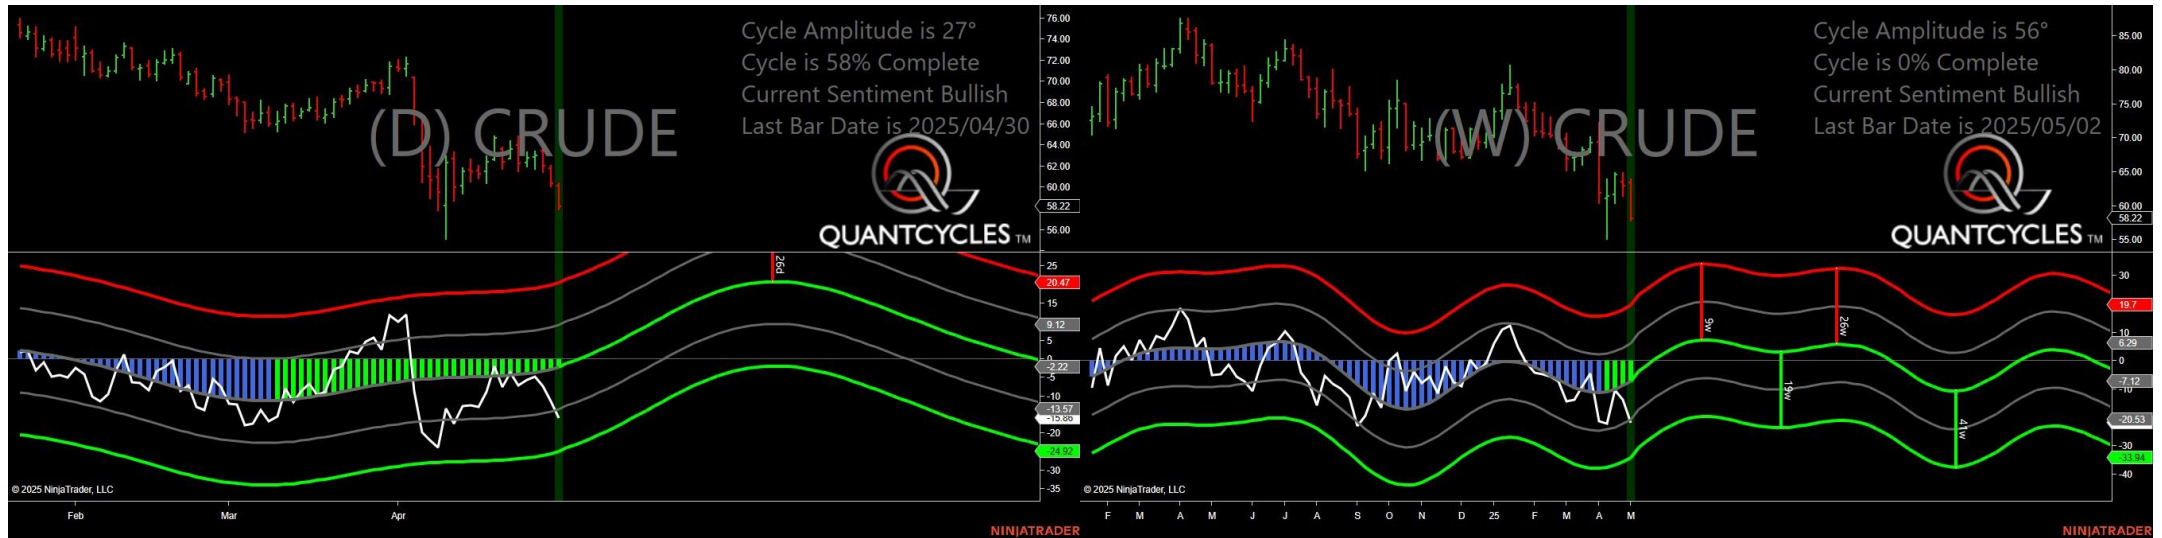 Cycle Amplitude is 27°
Cycle is 58% Complete
Current Sentiment Bullish
Last Bar Date is 2025/04/30
(D) CRUDE
QUANTCYCLES TM
76.00
74.00
72.00
70.00
68.00
66.00
64.00
62.00
60.00
58.22
56.00
26d
25
20.47
15
9.12
5
0
-2.22
-5
-10
-13.57
-15.86
-20
-24.92
-30
-35
© 2025 NinjaTrader, LLC
Feb Mar Apr
NINJATRADER
Cycle Amplitude is 56°
Cycle is 0% Complete
Current Sentiment Bullish
Last Bar Date is 2025/05/02
(W) CRUDE
QUANTCYCLES TM
85.00
80.00
75.00
70.00
65.00
60.00
58.22
55.00
9w
26w
19w
41w
30
19.7
10
6.29
0
-7.12
-10
-20.53
-30
-33.94
-40
© 2025 NinjaTrader, LLC
F M A M J J A S O N D 25 F M A M
NINJATRADER